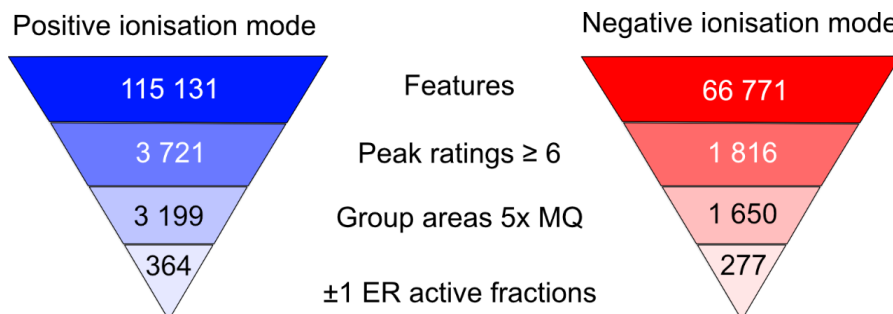 Positive ionisation mode
Negative ionisation mode
115 131
Features
66 771
3 721
Peak ratings ≥ 6
1 816
3 199
Group areas 5x MQ
1 650
364
±1 ER active fractions
277